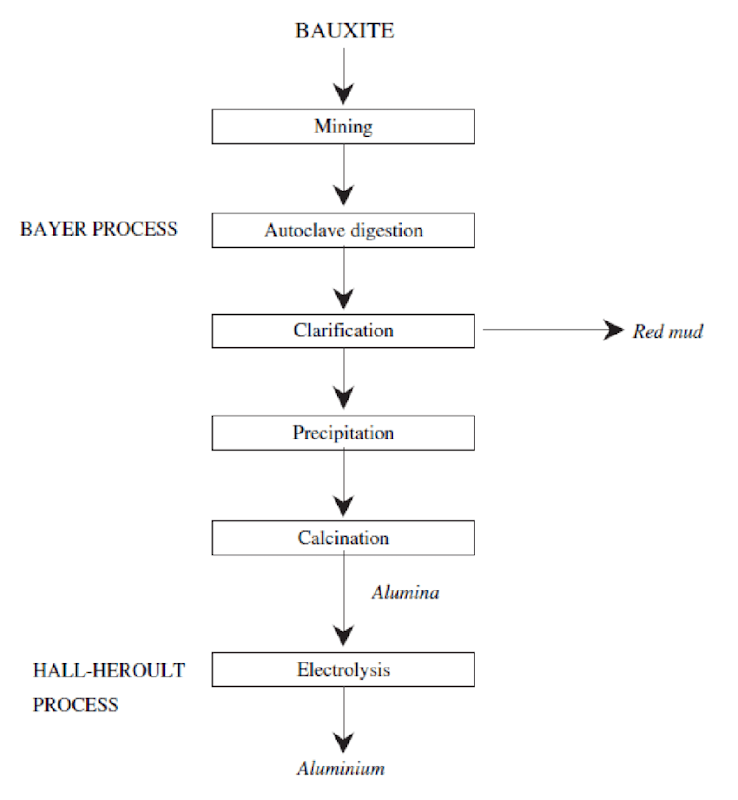 BAUXITE
Mining
BAYER PROCESS
Autoclave digestion
Clarification
Red mud
Precipitation
Calcination
Alumina
HALL-HEROULT
PROCESS
Electrolysis
Aluminium